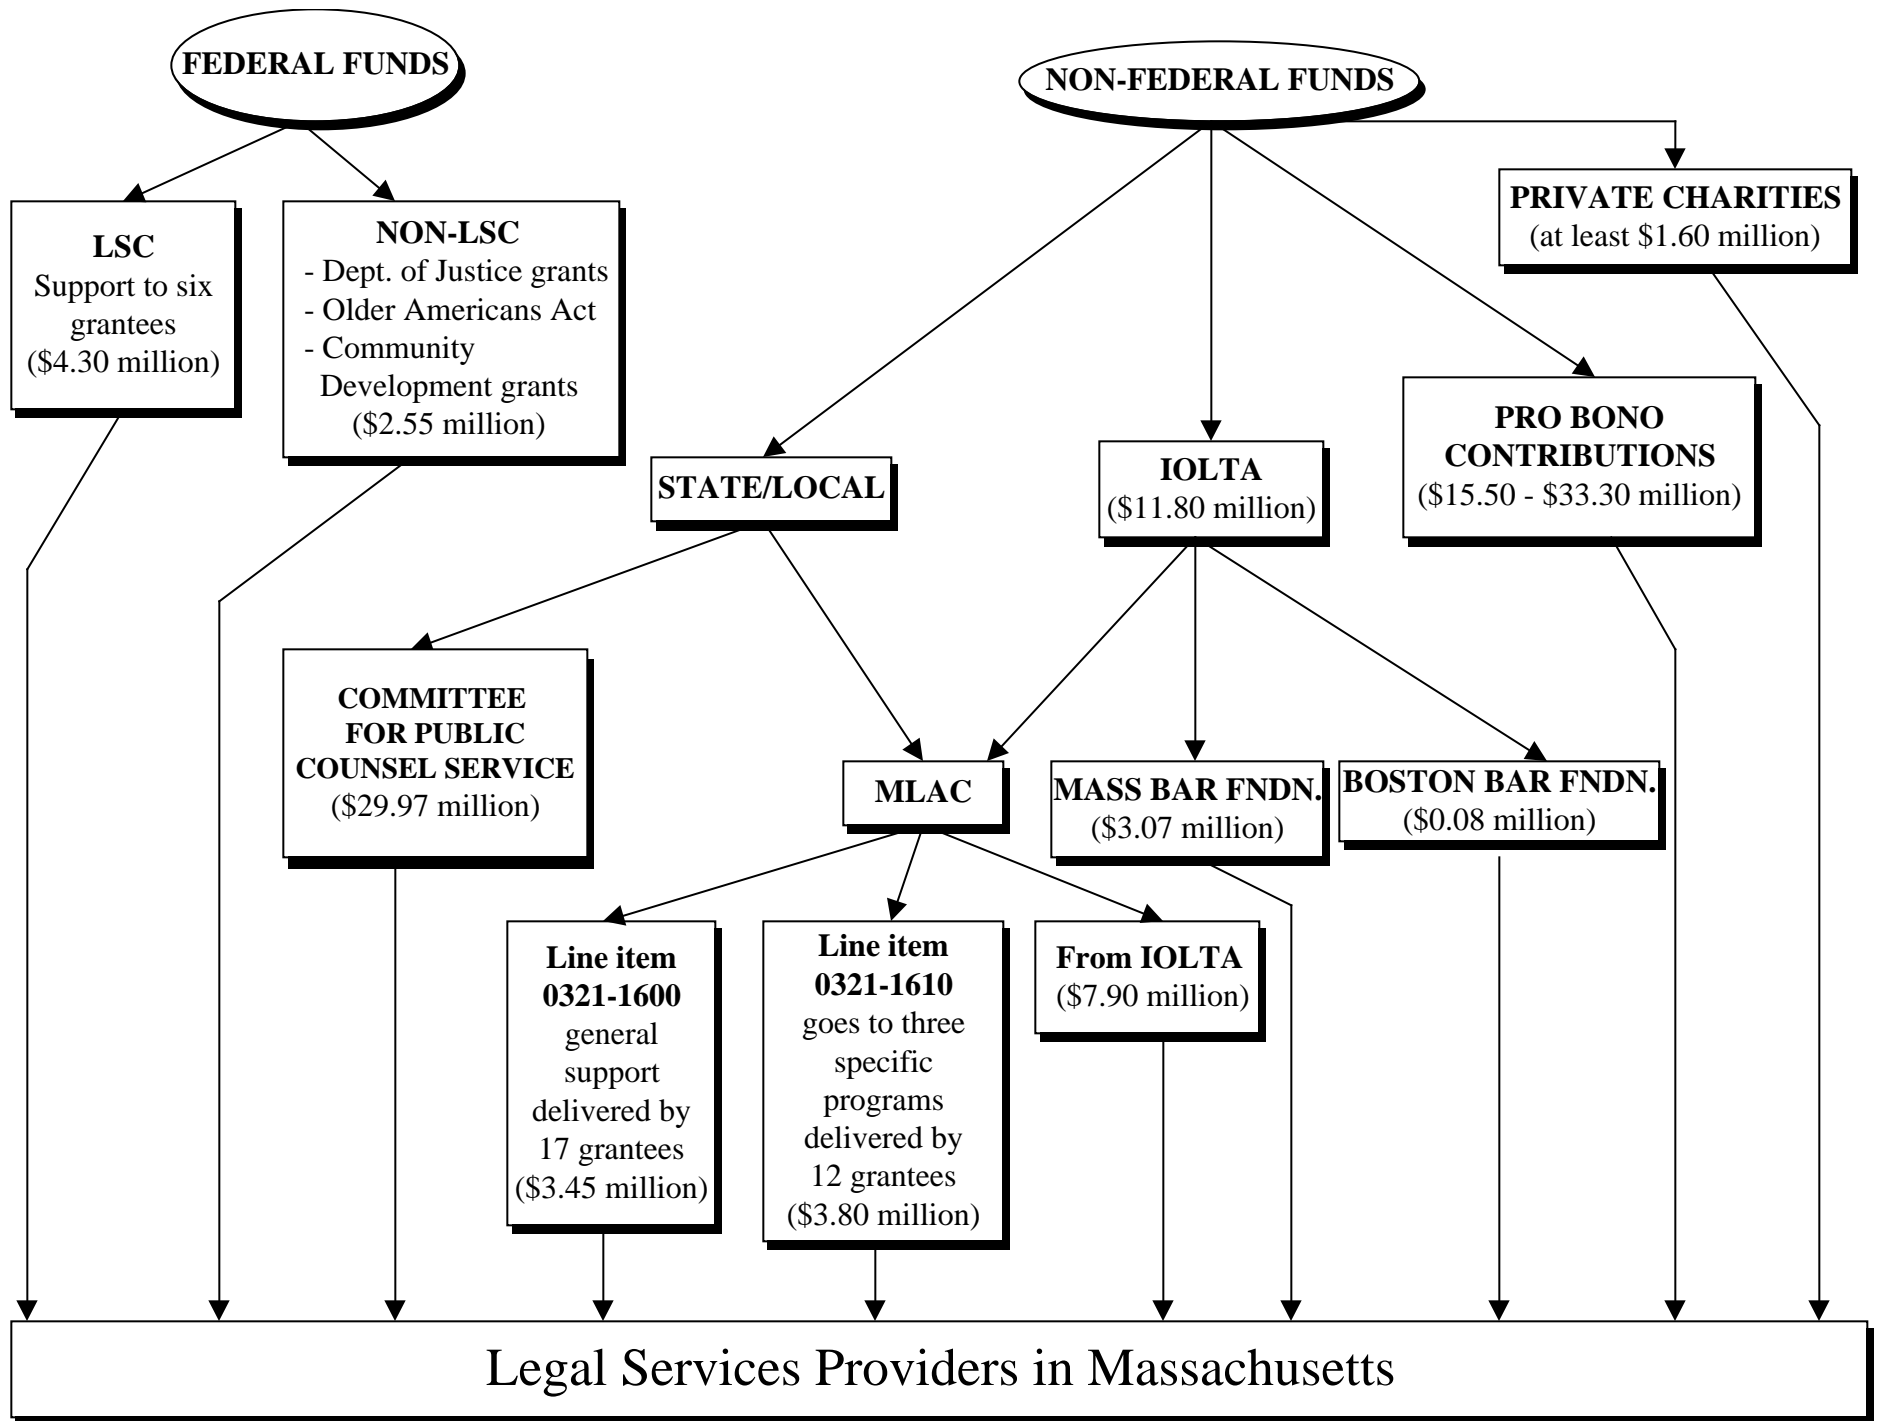 FEDERAL FUNDS
NON-FEDERAL FUNDS
LSC
Support to six
grantees
($4.30 million)
NON-LSC
- Dept. of Justice grants
- Older Americans Act
- Community
Development grants
($2.55 million)
PRIVATE CHARITIES
(at least $1.60 million)
STATE/LOCAL
IOLTA
($11.80 million)
PRO BONO
CONTRIBUTIONS
($15.50 - $33.30 million)
COMMITTEE
FOR PUBLIC
COUNSEL SERVICE
($29.97 million)
MLAC
MASS BAR FNDN.
($3.07 million)
BOSTON BAR FNDN.
($0.08 million)
Line item
0321-1600
general
support
delivered by
17 grantees
($3.45 million)
Line item
0321-1610
goes to three
specific
programs
delivered by
12 grantees
($3.80 million)
From IOLTA
($7.90 million)
Legal Services Providers in Massachusetts